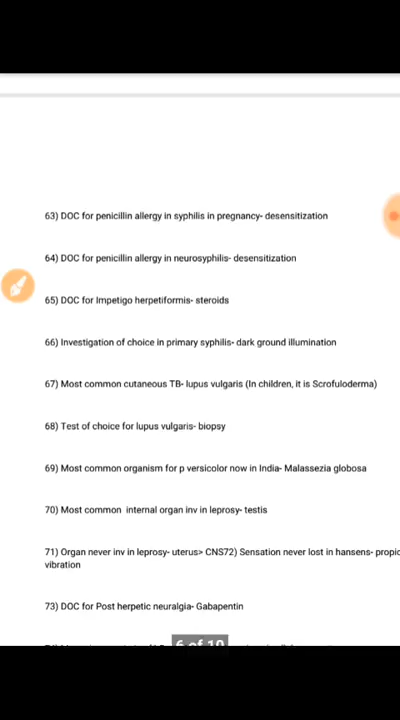 63) DOC for penicillin allergy in syphilis in pregnancy- desensitization
64) DOC for penicillin allergy in neurosyphilis- desensitization
65) DOC for Impetigo herpetiformis- steroids
66) Investigation of choice in primary syphilis- dark ground illumination
67) Most common cutaneous TB- lupus vulgaris (In children, it is Scrofuloderma)
68) Test of choice for lupus vulgaris- biopsy
69) Most common organism for p versicolor now in India- Malassezia globosa
70) Most common internal organ inv in leprosy- testis
71) Organ never inv in leprosy- uterus> CNS72) Sensation never lost in hansens- propio
vibration
73) DOC for Post herpetic neuralgia- Gabapentin
6 of 10